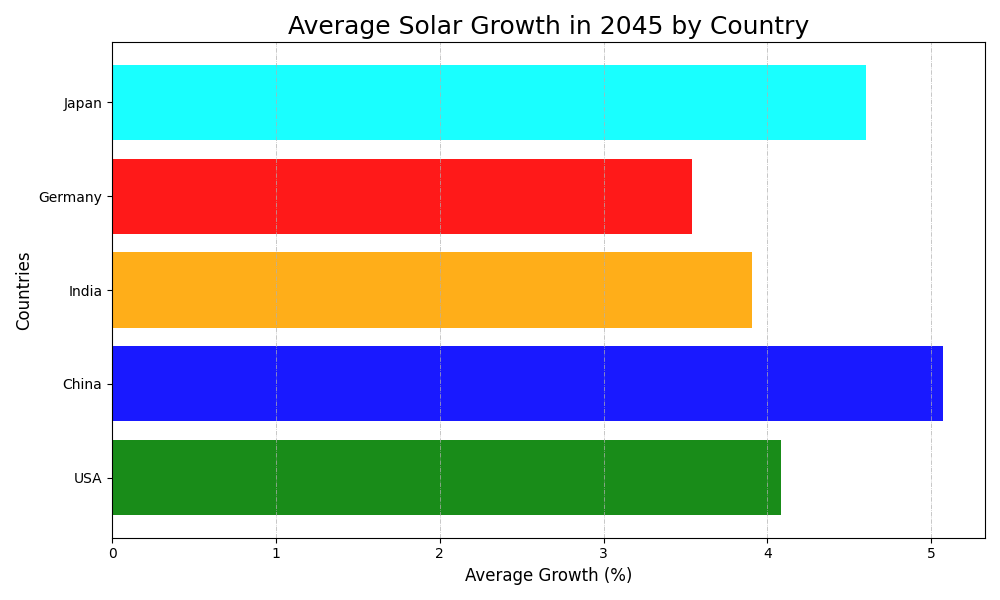 Average Solar Growth in 2045 by Country
Countries
Japan
Germany
India
China
USA
0 1 2 3 4 5
Average Growth (%)